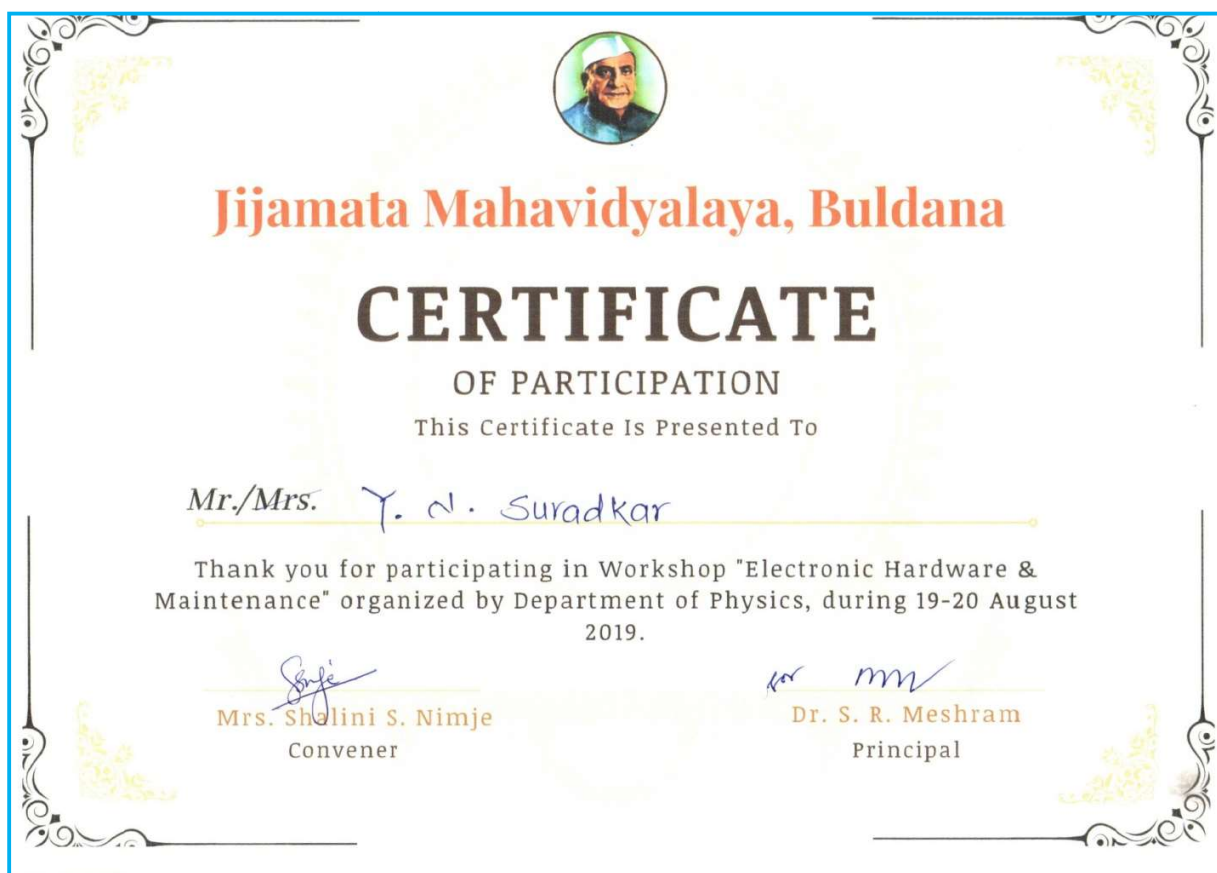 Jijamata Mahavidyalaya, Buldana
CERTIFICATE
OF PARTICIPATION
This Certificate Is Presented To
Mr./Mrs. Y. N. Suradkar
Thank you for participating in Workshop "Electronic Hardware &
Maintenance" organized by Department of Physics, during 19-20 August
2019.
for
Mrs. Shalini S. Nimje
Dr. S. R. Meshram
Convener
Principal